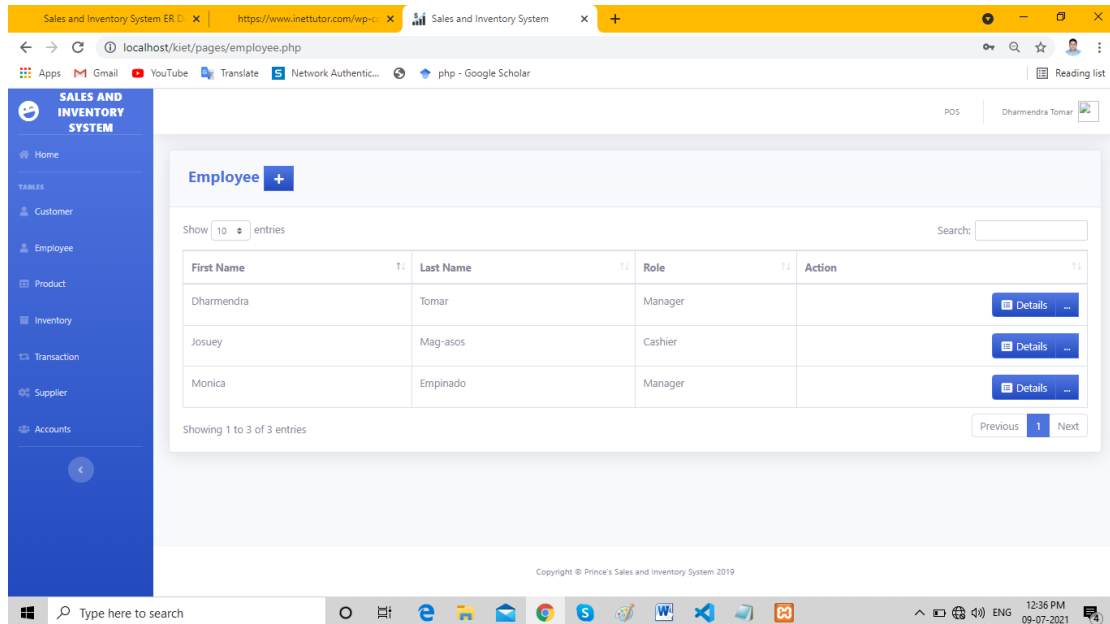 Sales and Inventory System ER D
https://www.inettutor.com/wp-c
Sales and Inventory System
localhost/kiet/pages/employee.php
Apps Gmail YouTube Translate Network Authentic... php - Google Scholar Reading list
SALES AND
INVENTORY
SYSTEM
POS
Dharmendra Tomar
Home
TABLES
Customer
Employee
Product
Inventory
Transaction
Supplier
Accounts
Employee +
Show 10 entries
Search:
First Name Last Name Role Action
Dharmendra Tomar Manager Details ...
Josuey Mag-asos Cashier Details ...
Monica Empinado Manager Details ...
Showing 1 to 3 of 3 entries
Previous 1 Next
Copyright © Prince's Sales and Inventory System 2019
Type here to search
ENG
12:36 PM
09-07-2021
4